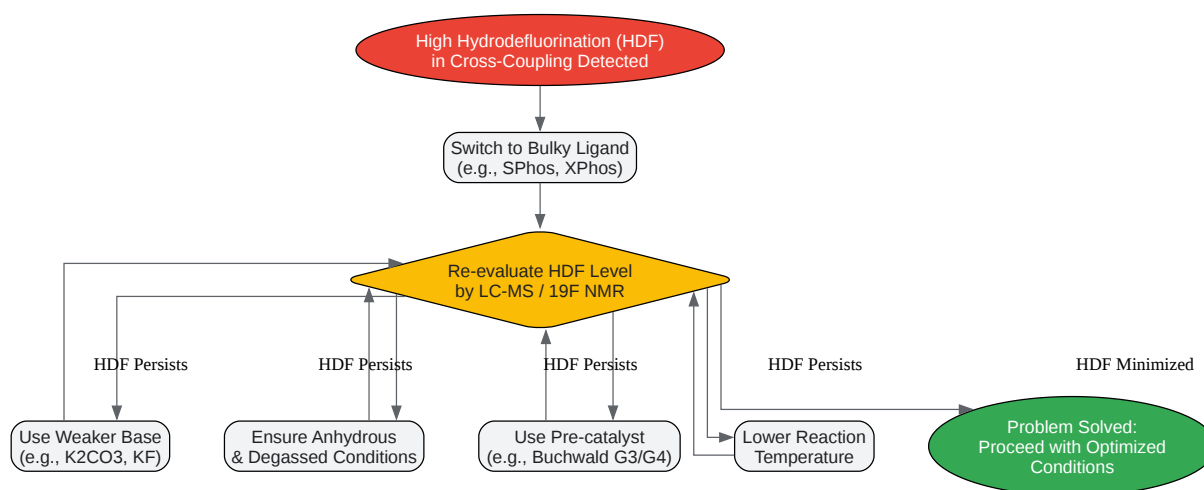 High Hydrodefluorination (HDF)
in Cross-Coupling Detected
Switch to Bulky Ligand
(e.g., SPhos, XPhos)
Re-evaluate HDF Level
by LC-MS / 19F NMR
HDF Persists
HDF Persists
HDF Persists
HDF Persists
HDF Minimized
Use Weaker Base
(e.g., K2CO3, KF)
Ensure Anhydrous
& Degassed Conditions
Use Pre-catalyst
(e.g., Buchwald G3/G4)
Lower Reaction
Temperature
Problem Solved:
Proceed with Optimized
Conditions